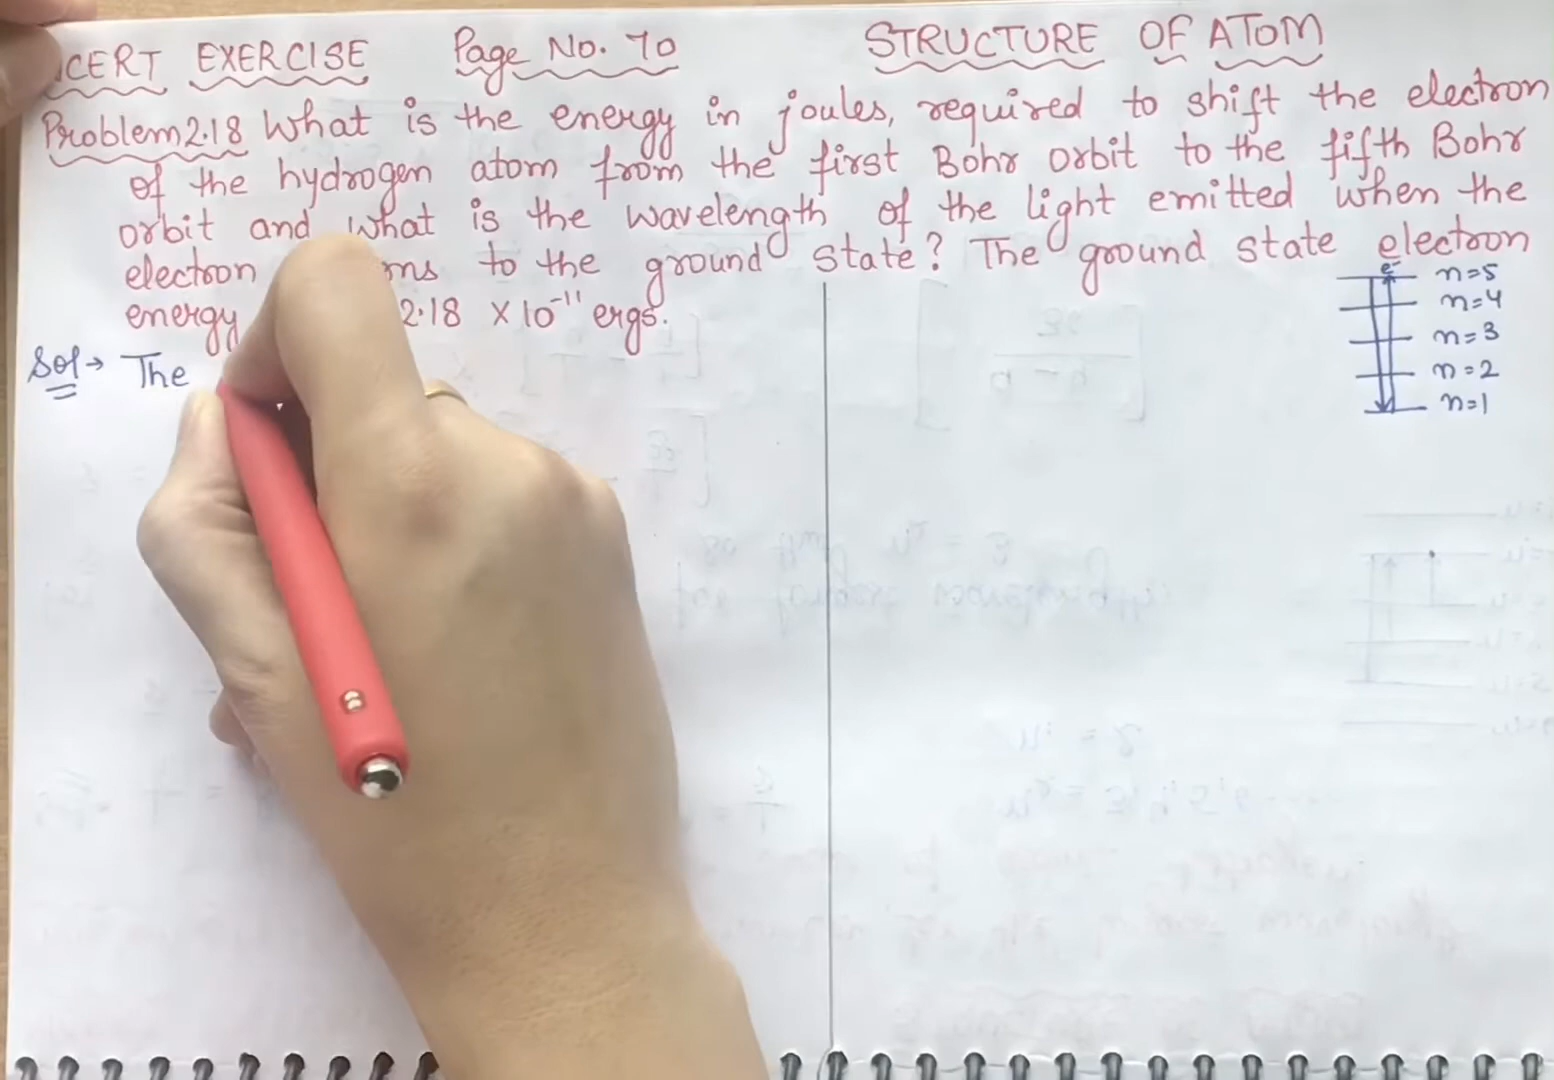 CERT EXERCISE Page No. 70 STRUCTURE OF ATOM
Problem 2.18 What is the energy in joules, required to shift the electron
of the hydrogen atom from the first Bohr orbit to the fifth Bohr
orbit and what is the wavelength of the light emitted when the
electron rns to the ground state? The ground state electron
energy 2.18 × 10⁻¹¹ ergs.
e⁻ n=5
n=4
n=3
n=2
n=1
Sol→ The